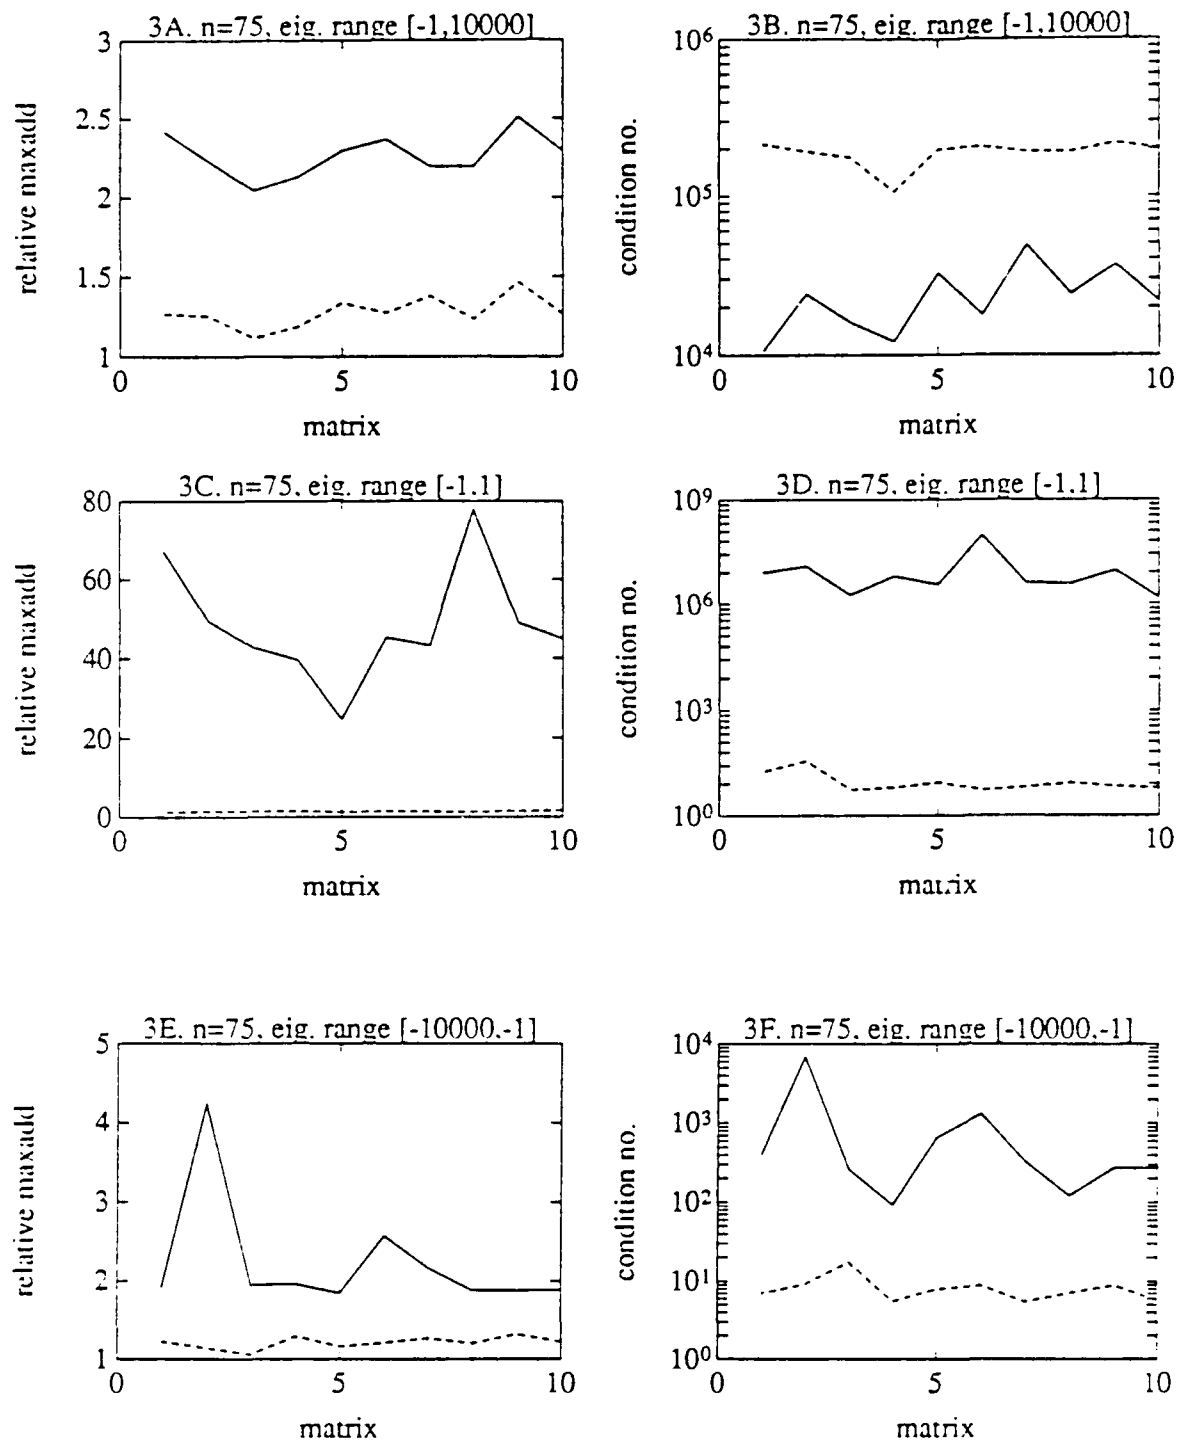 3A. n=75, eig. range [-1,10000]
3
2.5
2
1.5
1
relative maxadd
0
5
10
matrix
3B. n=75, eig. range [-1,10000]
10⁶
10⁵
10⁴
condition no.
0
5
10
matrix
3C. n=75, eig. range [-1,1]
80
60
40
20
0
relative maxadd
0
5
10
matrix
3D. n=75, eig. range [-1,1]
10⁹
10⁶
10³
10⁰
condition no.
0
5
10
matrix
3E. n=75, eig. range [-10000,-1]
5
4
3
2
1
relative maxadd
0
5
10
matrix
3F. n=75, eig. range [-10000,-1]
10⁴
10³
10²
10¹
10⁰
condition no.
0
5
10
matrix